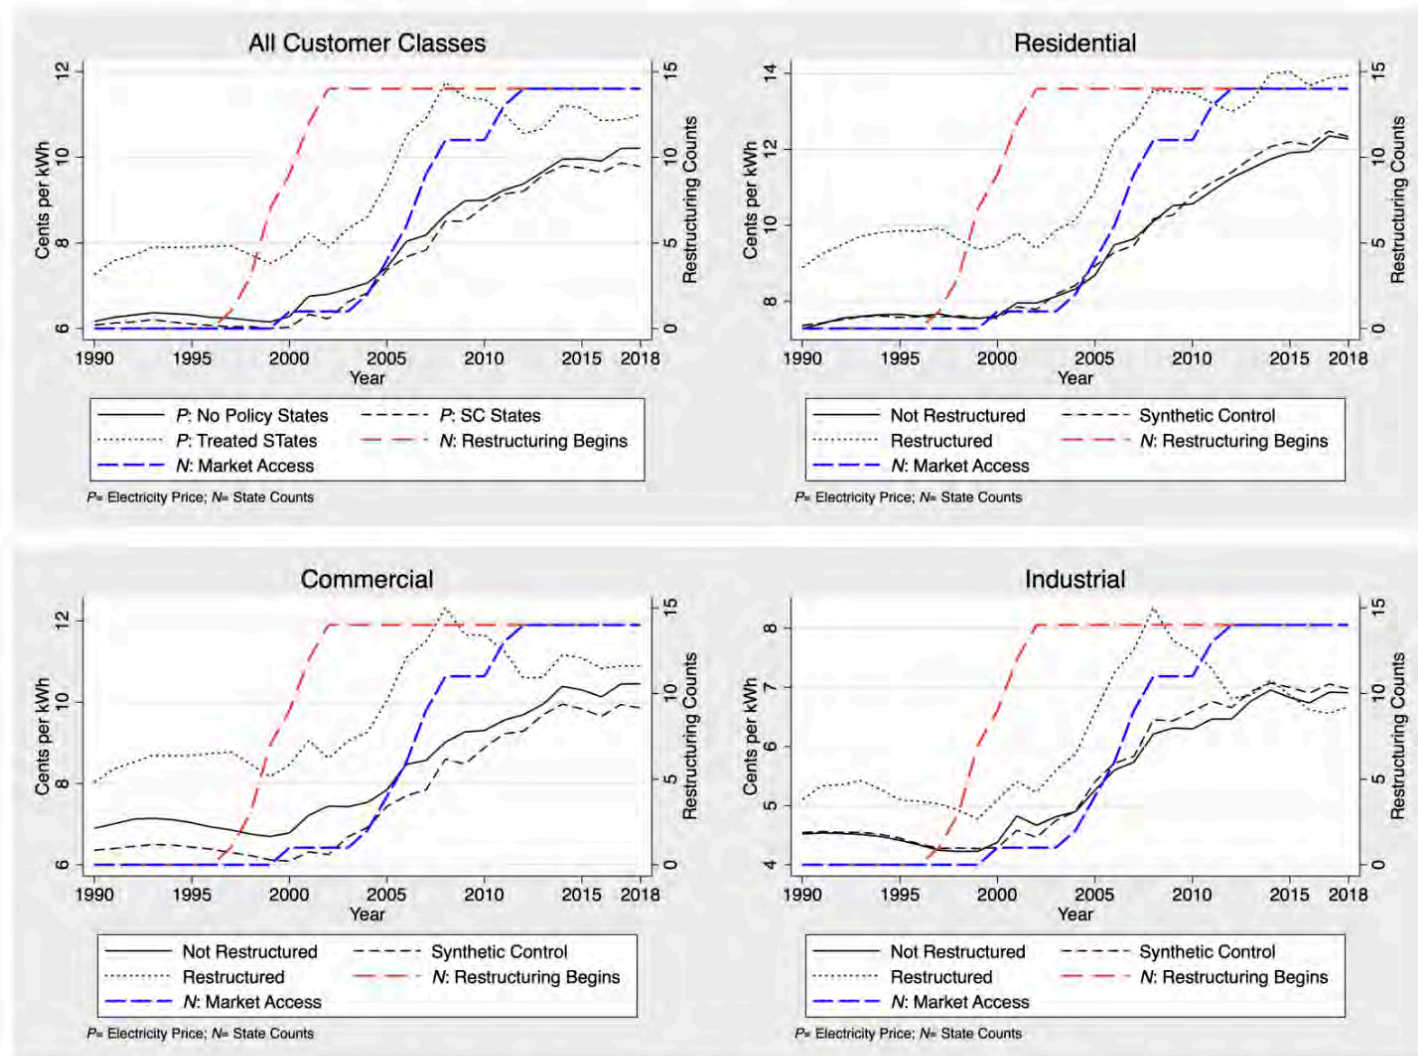 All Customer Classes
Cents per kWh
12
10
8
6
15
10
5
0
Restructuring Counts
1990 1995 2000 2005 2010 2015 2018
Year
P: No Policy States P: SC States
P: Treated STates N: Restructuring Begins
N: Market Access
P= Electricity Price; N= State Counts
Residential
Cents per kWh
14
12
10
8
15
10
5
0
Restructuring Counts
1990 1995 2000 2005 2010 2015 2018
Year
Not Restructured Synthetic Control
Restructured N: Restructuring Begins
N: Market Access
P= Electricity Price; N= State Counts
Commercial
Cents per kWh
12
10
8
6
15
10
5
0
Restructuring Counts
1990 1995 2000 2005 2010 2015 2018
Year
Not Restructured Synthetic Control
Restructured N: Restructuring Begins
N: Market Access
P= Electricity Price; N= State Counts
Industrial
Cents per kWh
8
7
6
5
4
15
10
5
0
Restructuring Counts
1990 1995 2000 2005 2010 2015 2018
Year
Not Restructured Synthetic Control
Restructured N: Restructuring Begins
N: Market Access
P= Electricity Price; N= State Counts